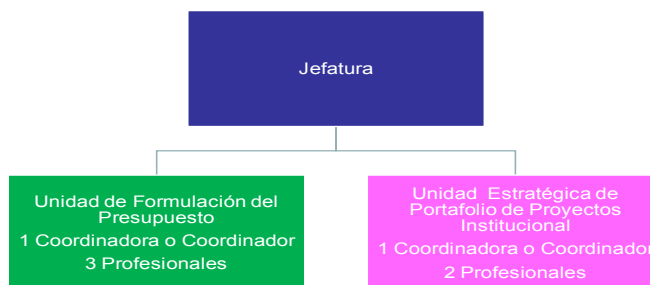 Jefatura
Unidad de Formulación del
Presupuesto
1 Coordinadora o Coordinador
3 Profesionales
Unidad Estratégica de
Portafolio de Proyectos
Institucional
1 Coordinadora o Coordinador
2 Profesionales